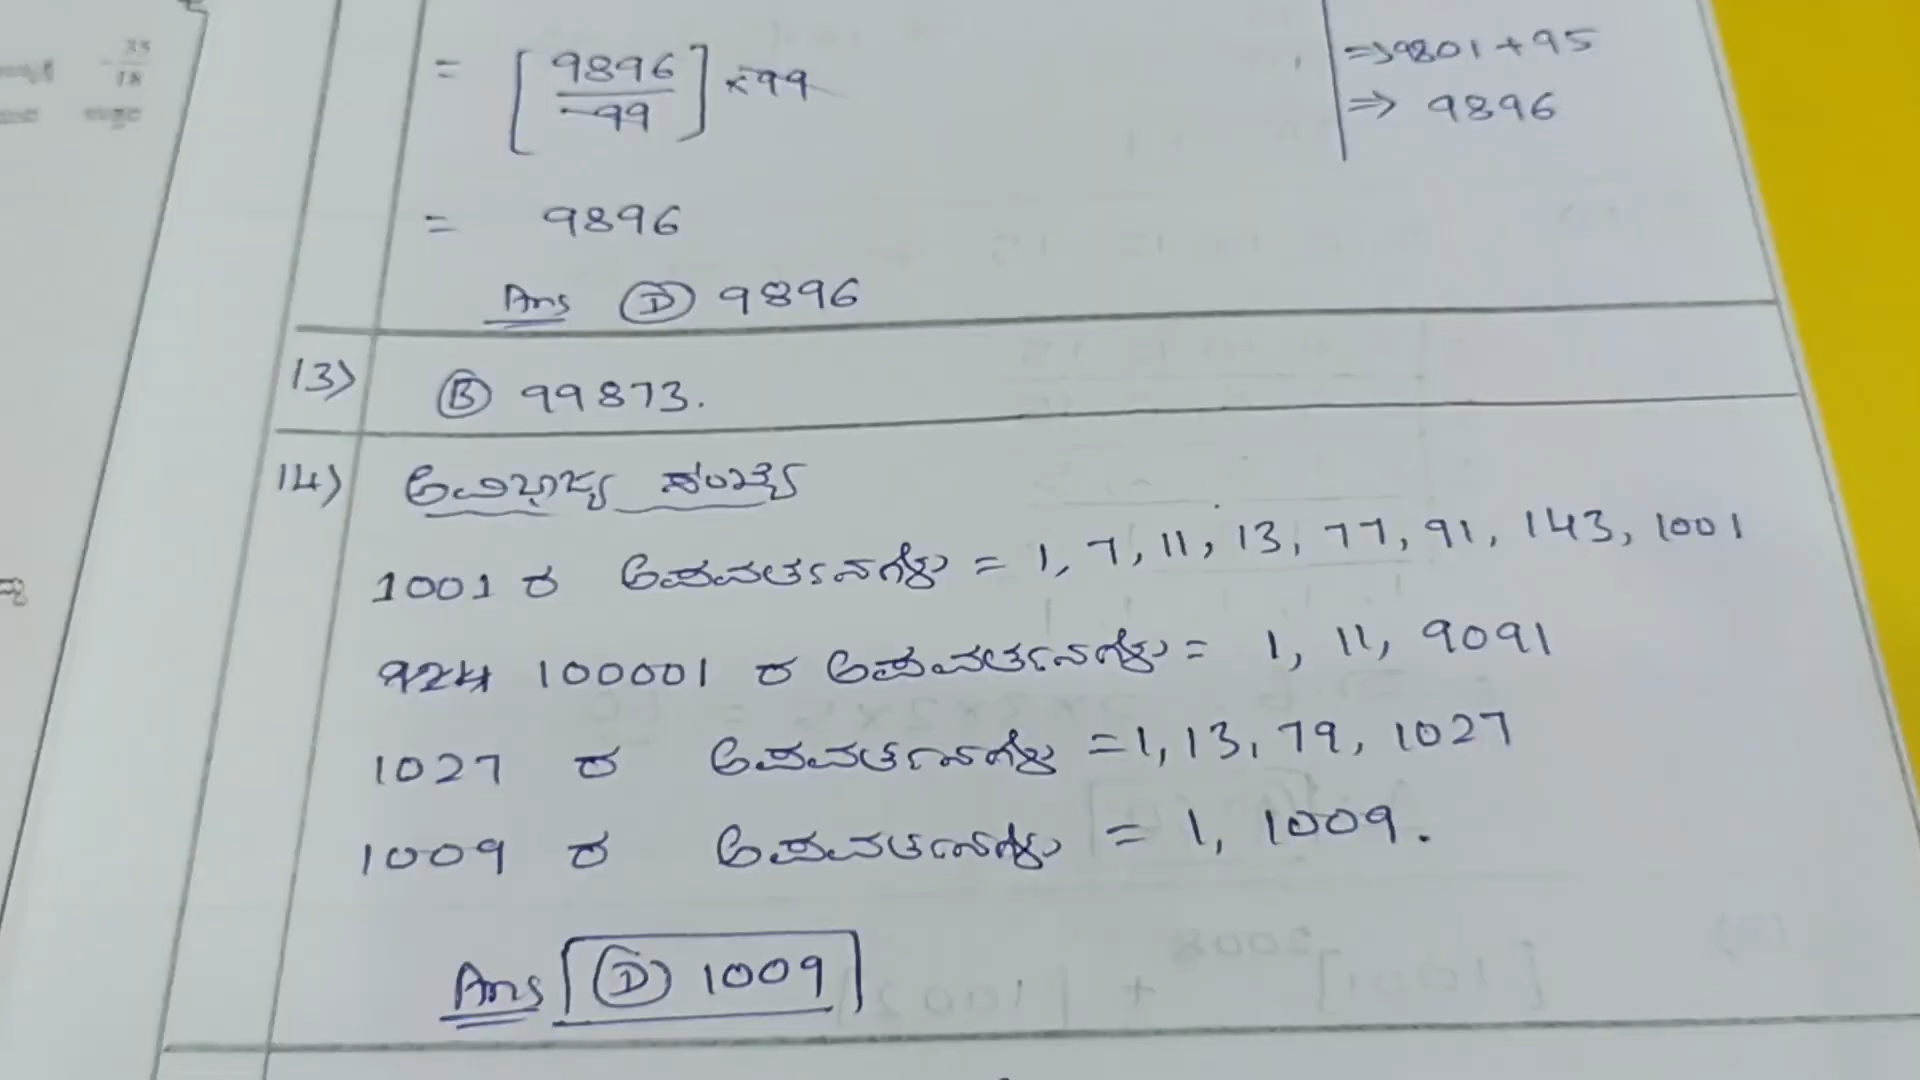 35
18
= [9896/-99] × 99
=> 9801 + 95
=> 9896
= 9896
Ans (D) 9896
13) (B) 99873.
14) ಅವಿಭಾಜ್ಯ ಸಂಖ್ಯೆ
1001 ರ ಅಪವರ್ತನಗಳು = 1, 7, 11, 13, 77, 91, 143, 1001
100001 ರ ಅಪವರ್ತನಗಳು = 1, 11, 9091
1027 ರ ಅಪವರ್ತನಗಳು = 1, 13, 79, 1027
1009 ರ ಅಪವರ್ತನಗಳು = 1, 1009.
Ans (D) 1009